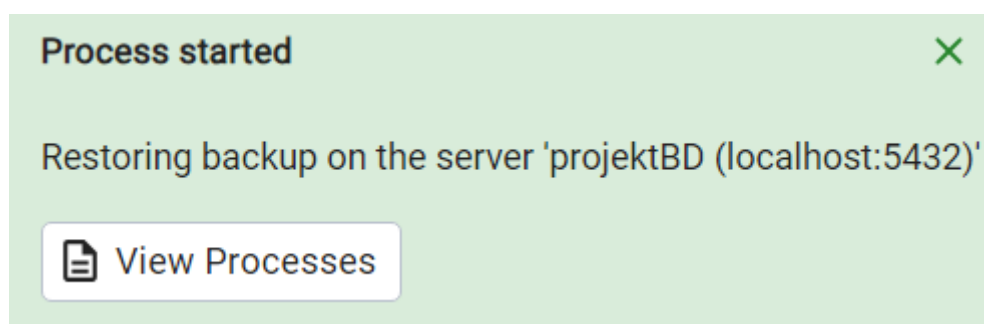 Process started
Restoring backup on the server 'projektBD (localhost:5432)'
View Processes